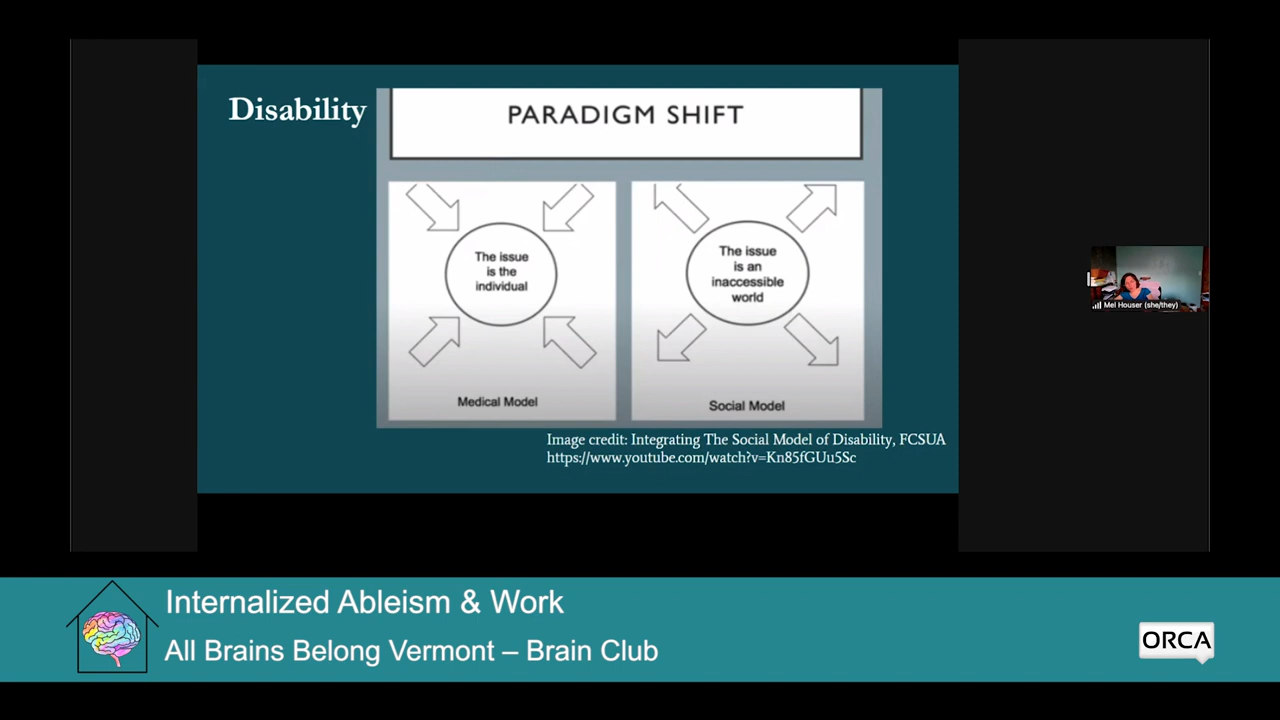 Disability
PARADIGM SHIFT
The issue
is the
individual
Medical Model
The issue
is an
inaccessible
world
Social Model
Image credit: Integrating The Social Model of Disability, FCSUA
https://www.youtube.com/watch?v=Kn85fGUu5Sc
Mel Houser (she/they)
Internalized Ableism & Work
All Brains Belong Vermont – Brain Club
ORCA